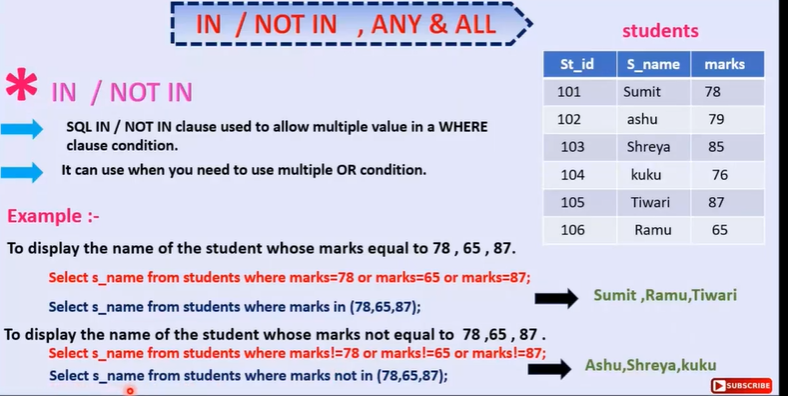 IN / NOT IN , ANY & ALL
students
St_id S_name marks
101 Sumit 78
102 ashu 79
103 Shreya 85
104 kuku 76
105 Tiwari 87
106 Ramu 65
* IN / NOT IN
SQL IN / NOT IN clause used to allow multiple value in a WHERE
clause condition.
It can use when you need to use multiple OR condition.
Example :-
To display the name of the student whose marks equal to 78 , 65 , 87.
Select s_name from students where marks=78 or marks=65 or marks=87;
Select s_name from students where marks in (78,65,87);
Sumit ,Ramu,Tiwari
To display the name of the student whose marks not equal to 78 ,65 , 87 .
Select s_name from students where marks!=78 or marks!=65 or marks!=87;
Select s_name from students where marks not in (78,65,87);
Ashu,Shreya,kuku
SUBSCRIBE